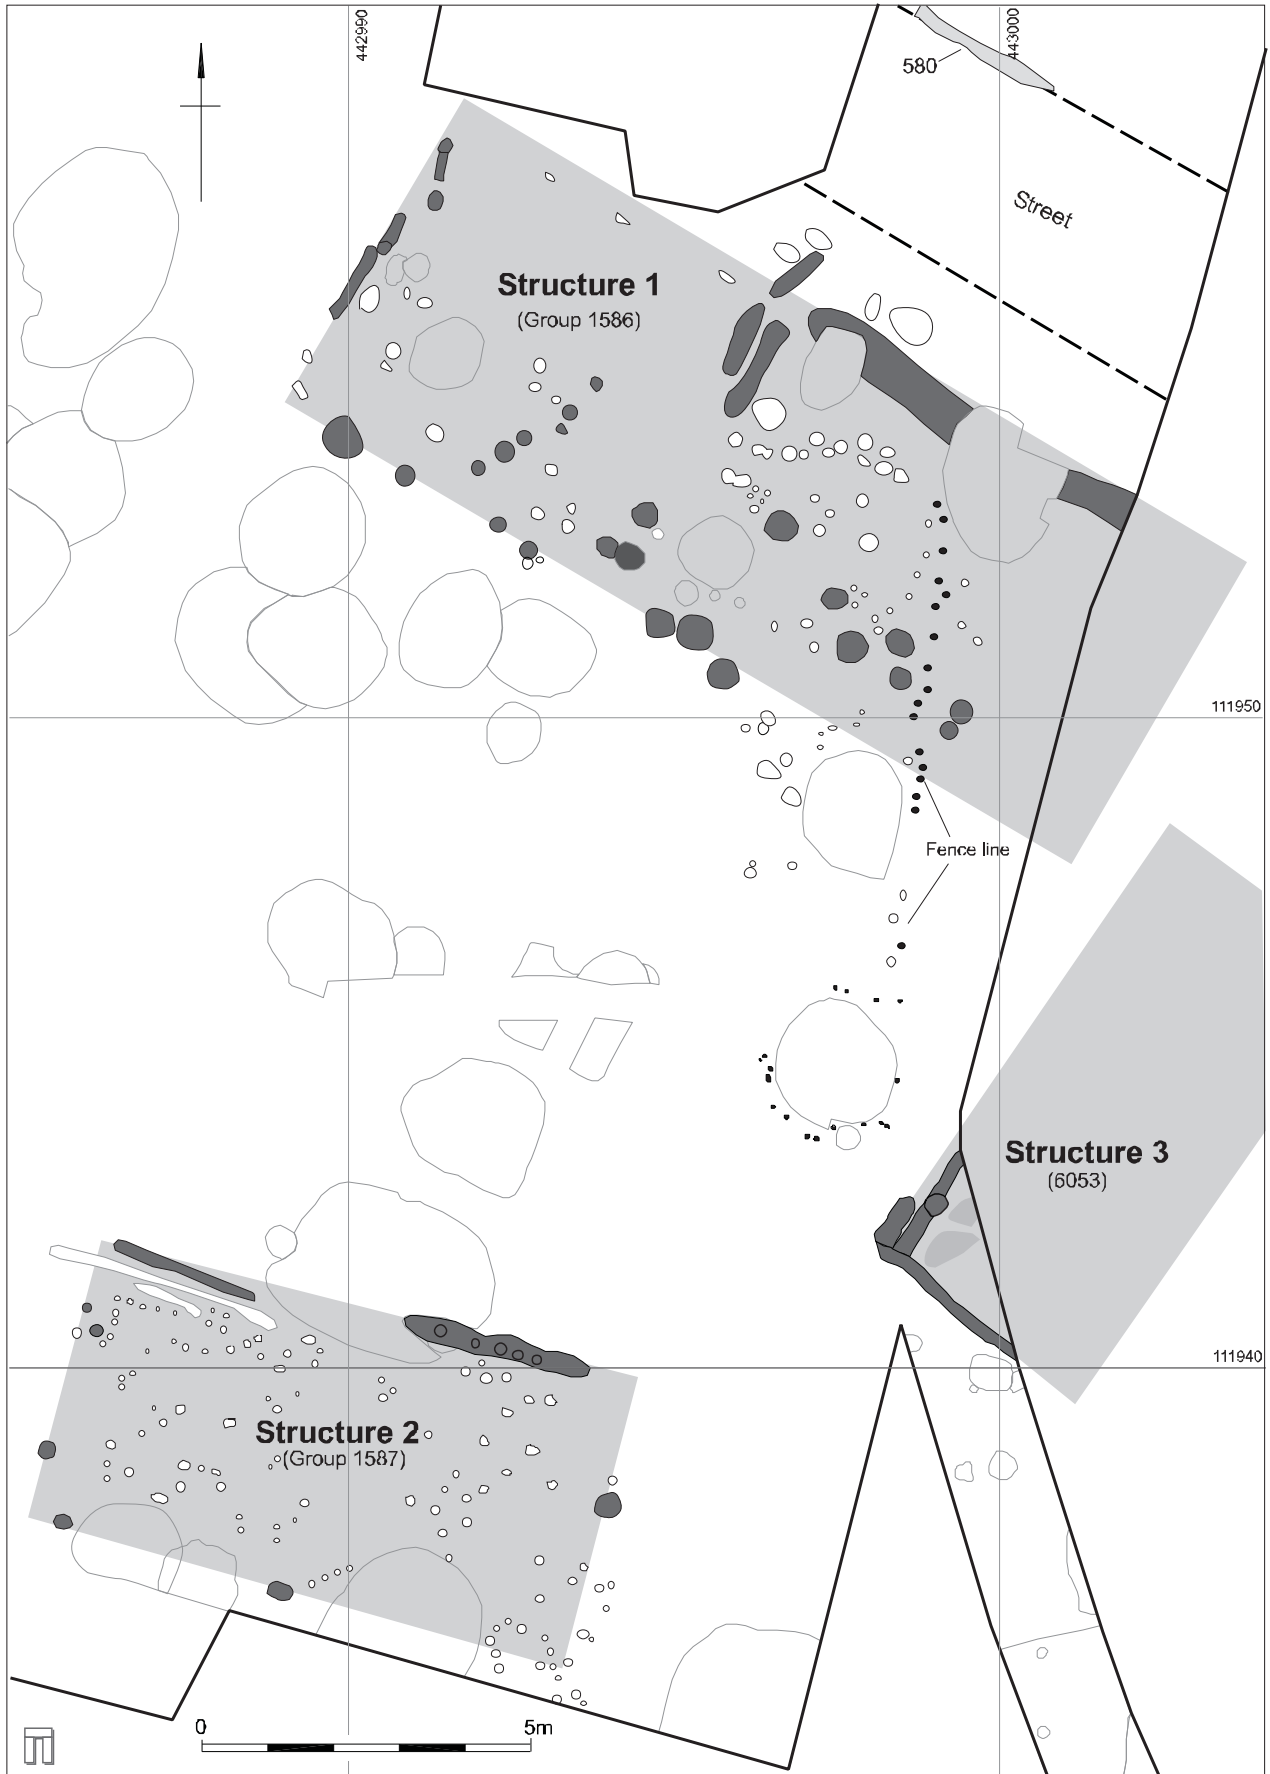 442990
443000
580
Street
Structure 1
(Group 1586)
111950
Fence line
Structure 3
(6053)
111940
Structure 2
(Group 1587)
0
5m